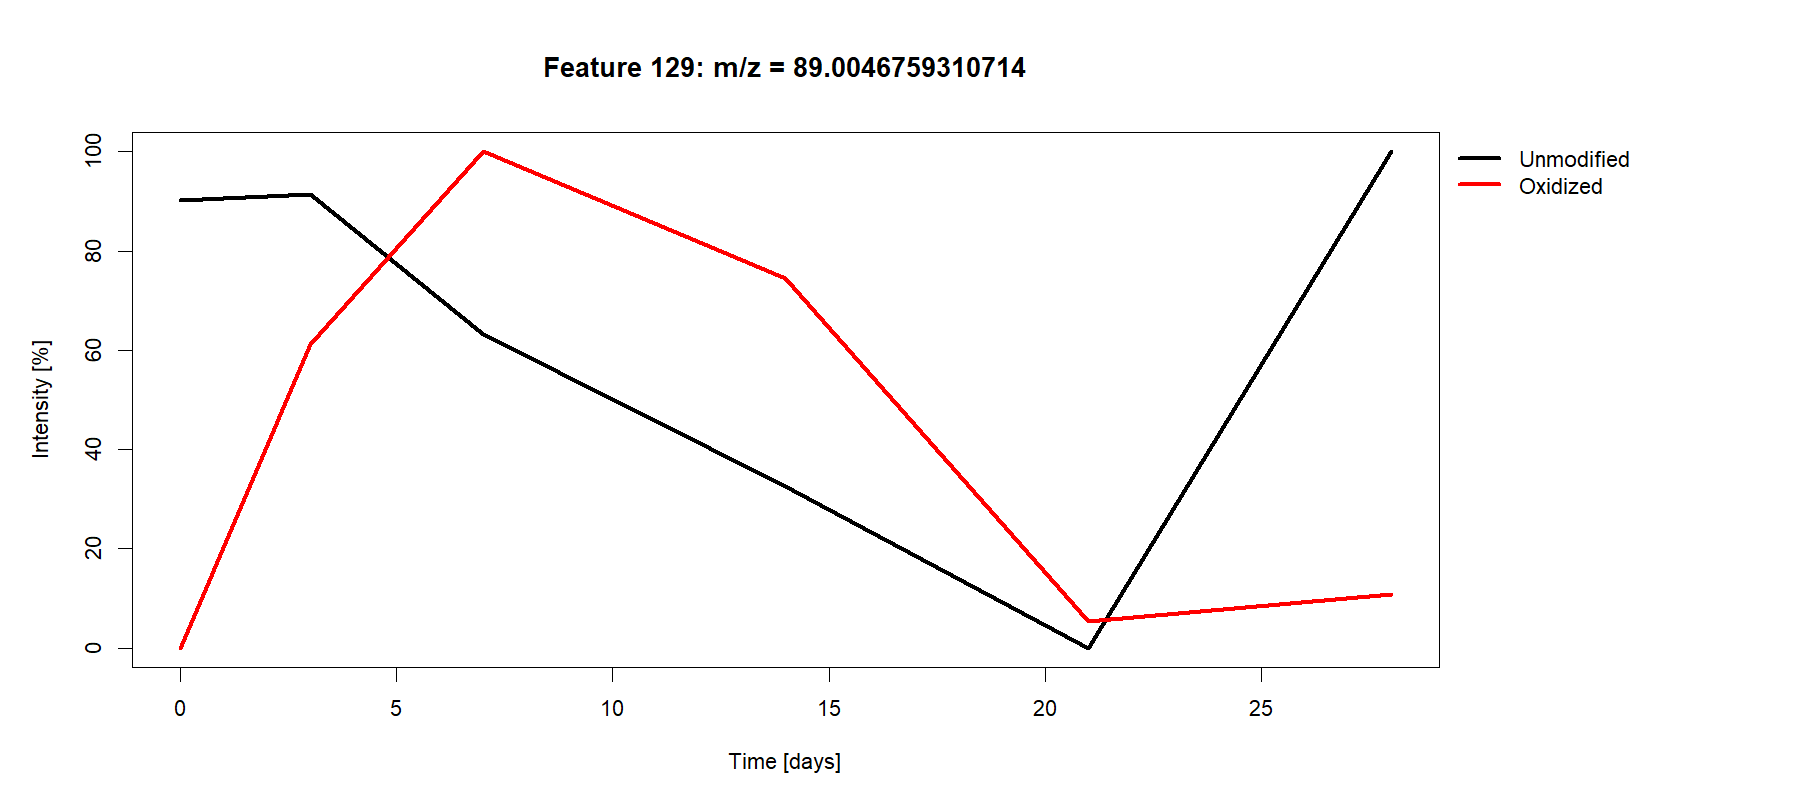 Feature 129: m/z = 89.0046759310714
Unmodified
Oxidized
Intensity [%]
100
80
60
40
20
0
0 5 10 15 20 25
Time [days]